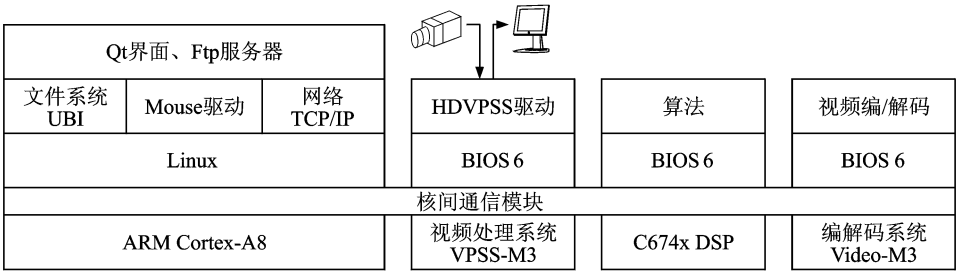 Qt界面、Ftp服务器
文件系统
UBI
Mouse驱动
网络
TCP/IP
HDVPSS驱动
算法
视频编/解码
Linux
BIOS 6
BIOS 6
BIOS 6
核间通信模块
ARM Cortex-A8
视频处理系统
VPSS-M3
C674x DSP
编解码系统
Video-M3